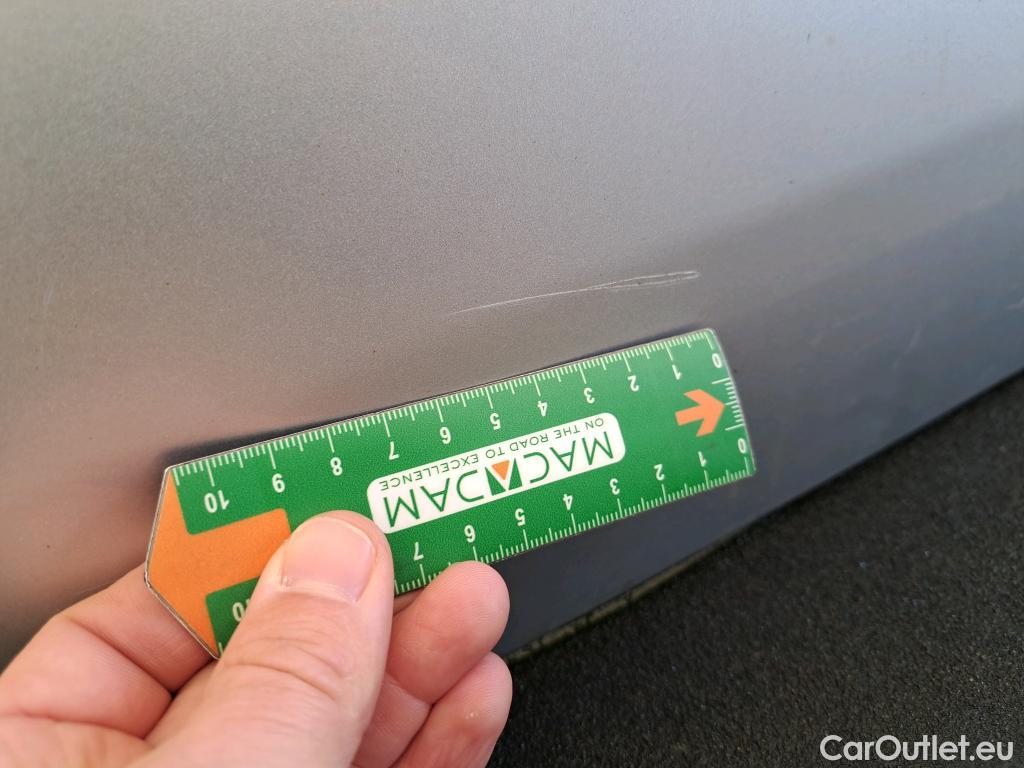 0 1 2 3 4 5 6 7 8 9 10
MACADAM
ON THE ROAD TO EXCELLENCE
0 1 2 3 4 5 6 7 10
CarOutlet.eu